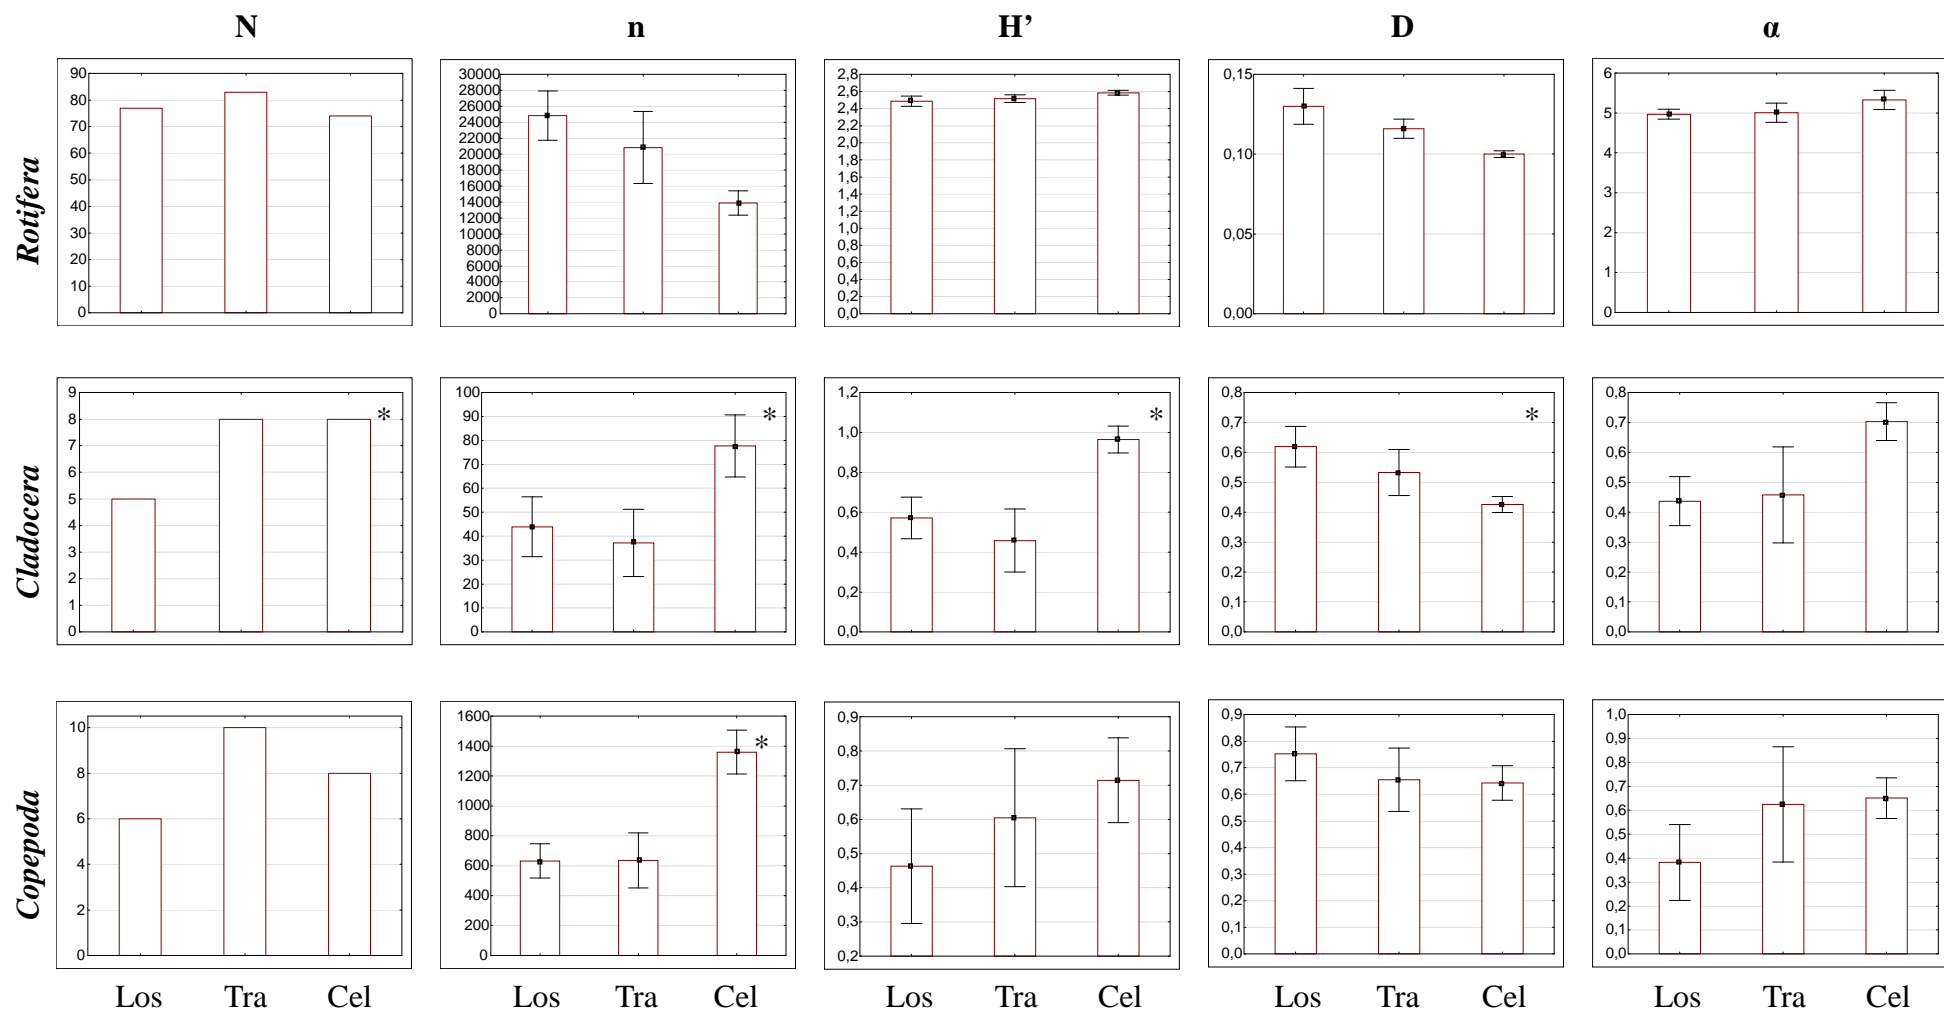 N n H’ D α
Rotifera
90 80 70 60 50 40 30 20 10 0
30000 28000 26000 24000 22000 20000 18000 16000 14000 12000 10000 8000 6000 4000 2000 0
2,8 2,6 2,4 2,2 2,0 1,8 1,6 1,4 1,2 1,0 0,8 0,6 0,4 0,2 0,0
0,15 0,10 0,05 0,00
6 5 4 3 2 1 0
Cladocera
9 8 7 6 5 4 3 2 1 0 *
100 90 80 70 60 50 40 30 20 10 0 *
1,2 1,0 0,8 0,6 0,4 0,2 0,0 *
0,8 0,7 0,6 0,5 0,4 0,3 0,2 0,1 0,0 *
0,8 0,7 0,6 0,5 0,4 0,3 0,2 0,1 0,0
Copepoda
10 8 6 4 2 0
1600 1400 1200 1000 800 600 400 200 0 *
0,9 0,8 0,7 0,6 0,5 0,4 0,3 0,2
0,9 0,8 0,7 0,6 0,5 0,4 0,3 0,2 0,1 0,0
1,0 0,9 0,8 0,7 0,6 0,5 0,4 0,3 0,2 0,1 0,0
Los Tra Cel Los Tra Cel Los Tra Cel Los Tra Cel Los Tra Cel